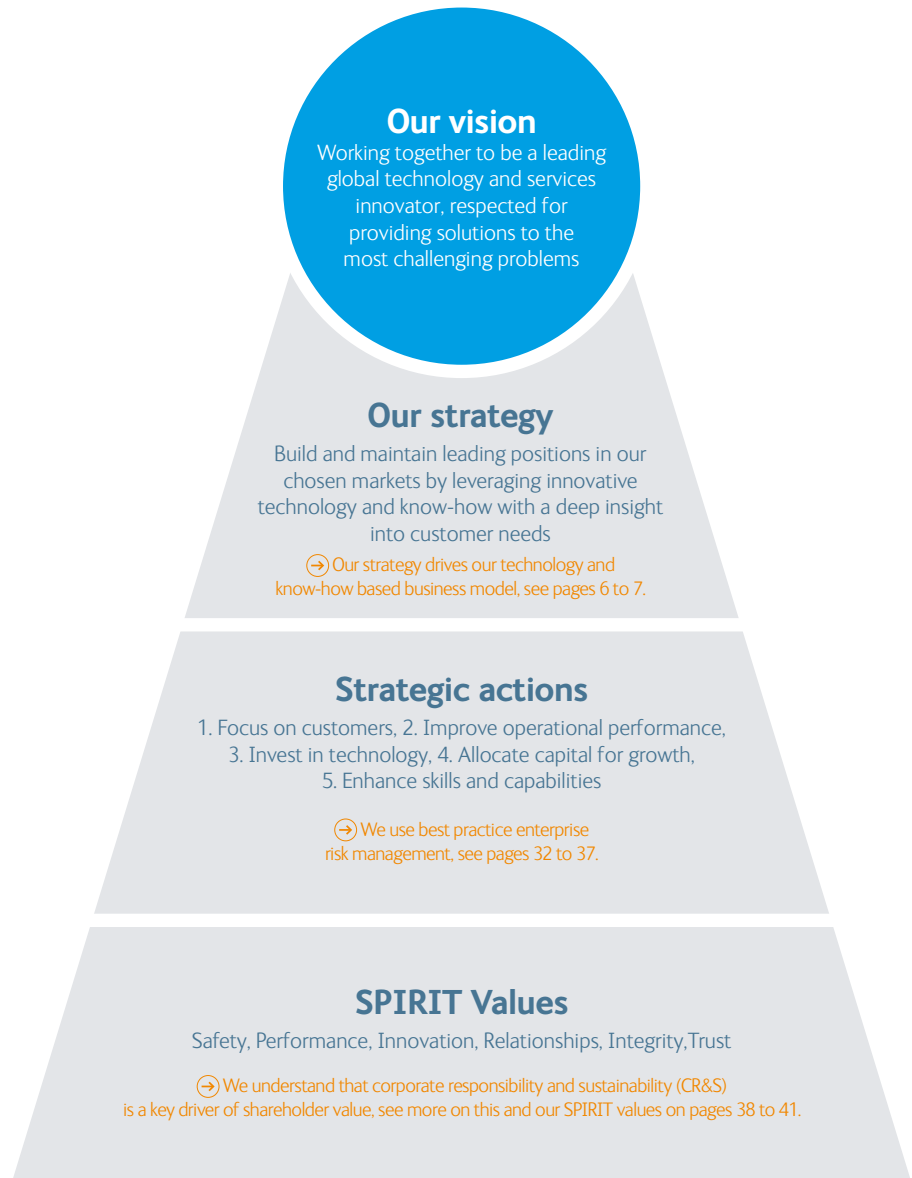 Our vision
Working together to be a leading
global technology and services
innovator, respected for
providing solutions to the
most challenging problems
Our strategy
Build and maintain leading positions in our
chosen markets by leveraging innovative
technology and know-how with a deep insight
into customer needs
Our strategy drives our technology and
know-how based business model, see pages 6 to 7.
Strategic actions
1. Focus on customers, 2. Improve operational performance,
3. Invest in technology, 4. Allocate capital for growth,
5. Enhance skills and capabilities
We use best practice enterprise
risk management, see pages 32 to 37.
SPIRIT Values
Safety, Performance, Innovation, Relationships, Integrity,Trust
We understand that corporate responsibility and sustainability (CR&S)
is a key driver of shareholder value, see more on this and our SPIRIT values on pages 38 to 41.